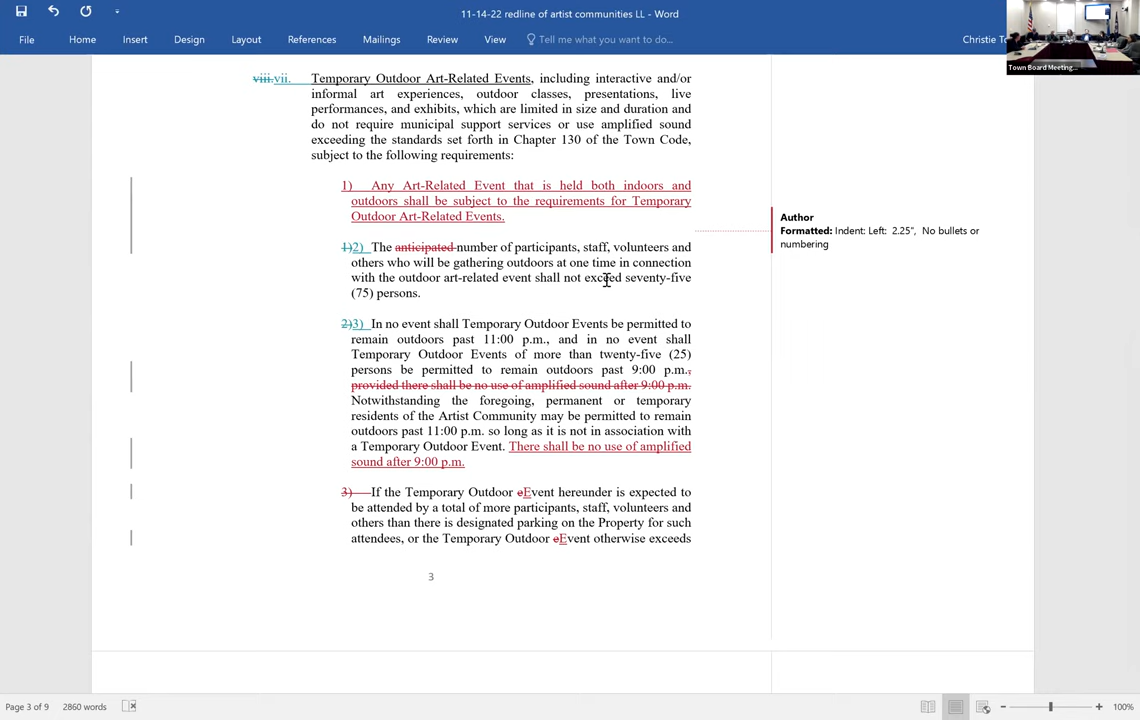 11-14-22 redline of artist communities LL - Word
File Home Insert Design Layout References Mailings Review View Tell me what you want to do... Christie To
Town Board Meeting...
viii.vii. Temporary Outdoor Art-Related Events, including interactive and/or
informal art experiences, outdoor classes, presentations, live
performances, and exhibits, which are limited in size and duration and
do not require municipal support services or use amplified sound
exceeding the standards set forth in Chapter 130 of the Town Code,
subject to the following requirements:
1) Any Art-Related Event that is held both indoors and
outdoors shall be subject to the requirements for Temporary
Outdoor Art-Related Events.
1)2) The anticipated number of participants, staff, volunteers and
others who will be gathering outdoors at one time in connection
with the outdoor art-related event shall not exceed seventy-five
(75) persons.
2)3) In no event shall Temporary Outdoor Events be permitted to
remain outdoors past 11:00 p.m., and in no event shall
Temporary Outdoor Events of more than twenty-five (25)
persons be permitted to remain outdoors past 9:00 p.m.,
provided there shall be no use of amplified sound after 9:00 p.m.
Notwithstanding the foregoing, permanent or temporary
residents of the Artist Community may be permitted to remain
outdoors past 11:00 p.m. so long as it is not in association with
a Temporary Outdoor Event. There shall be no use of amplified
sound after 9:00 p.m.
3) If the Temporary Outdoor eEvent hereunder is expected to
be attended by a total of more participants, staff, volunteers and
others than there is designated parking on the Property for such
attendees, or the Temporary Outdoor eEvent otherwise exceeds
3
Author
Formatted: Indent: Left: 2.25", No bullets or
numbering
Page 3 of 9 2860 words 100%